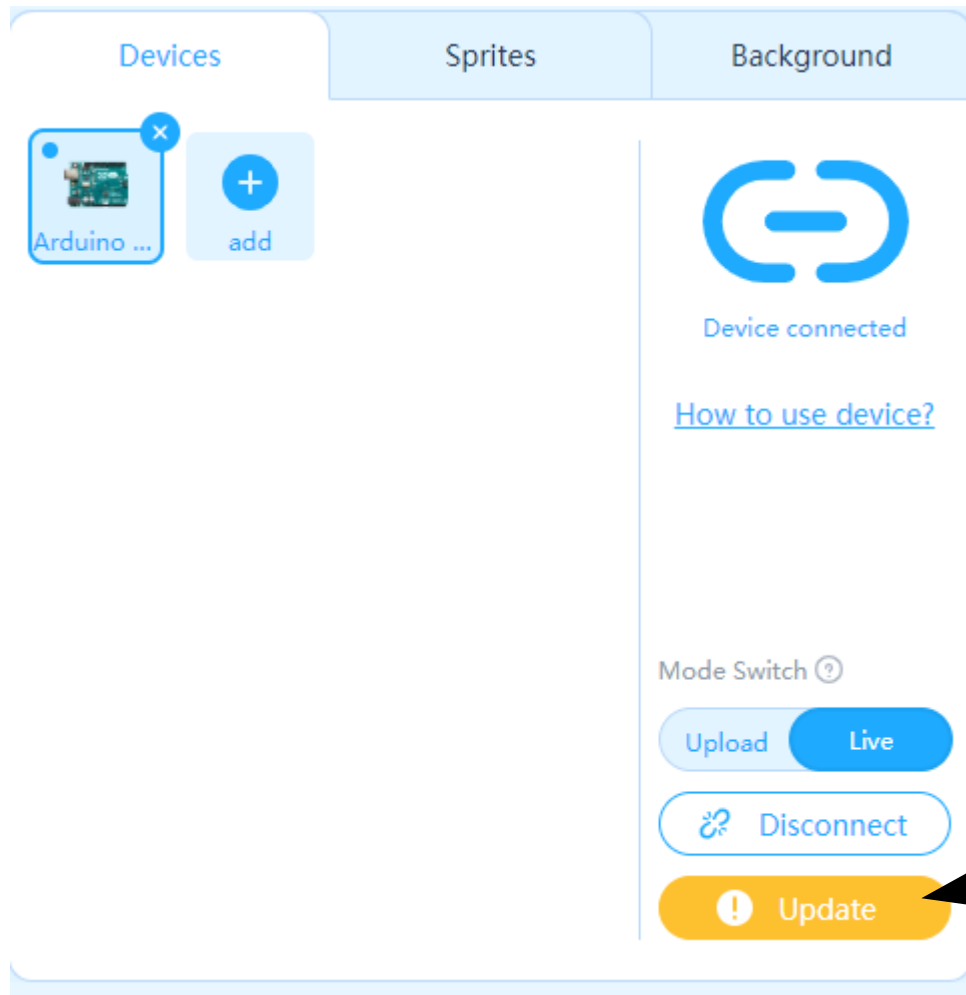 Devices
Sprites
Background
Arduino ...
add
Device connected
How to use device?
Mode Switch ?
Upload
Live
Disconnect
! Update